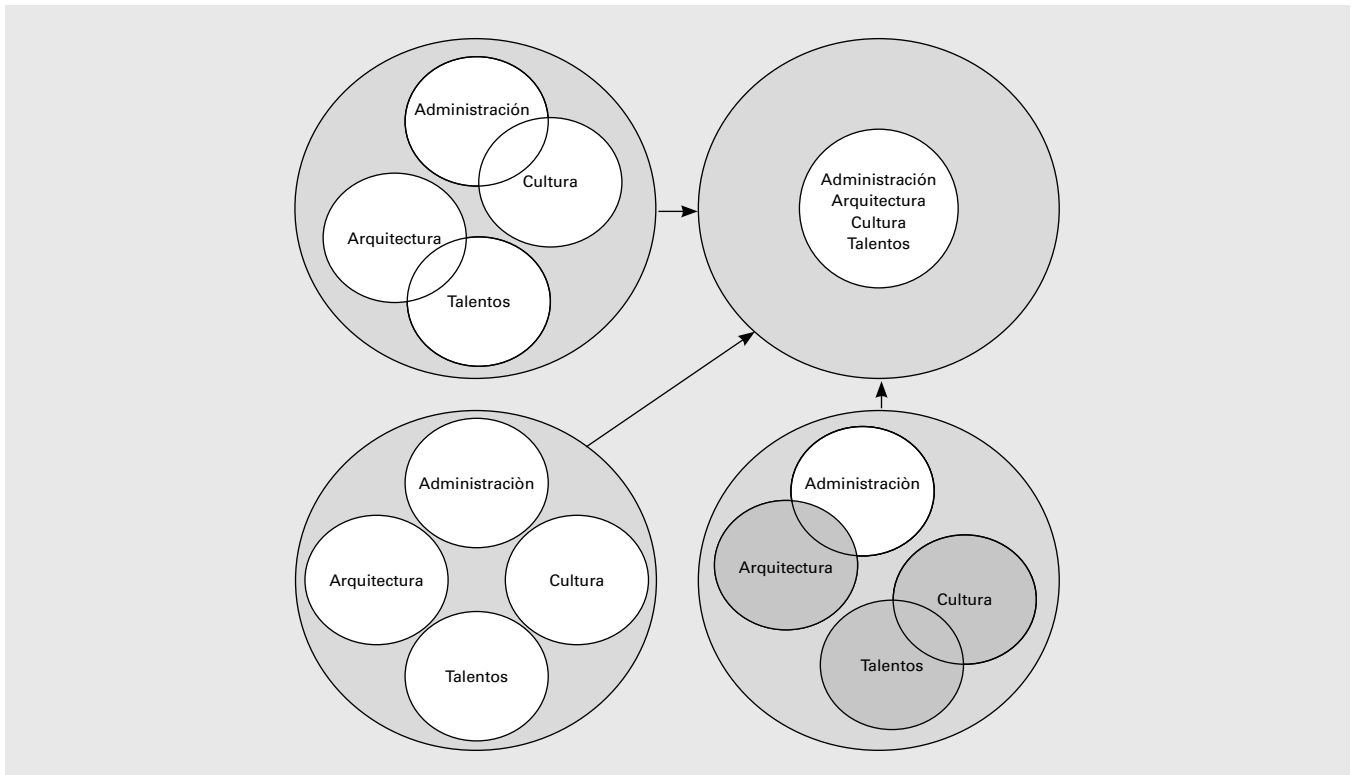 Administración
Cultura
Arquitectura
Talentos
Administración
Arquitectura
Cultura
Talentos
Administraciòn
Arquitectura
Cultura
Talentos
Administraciòn
Arquitectura
Cultura
Talentos